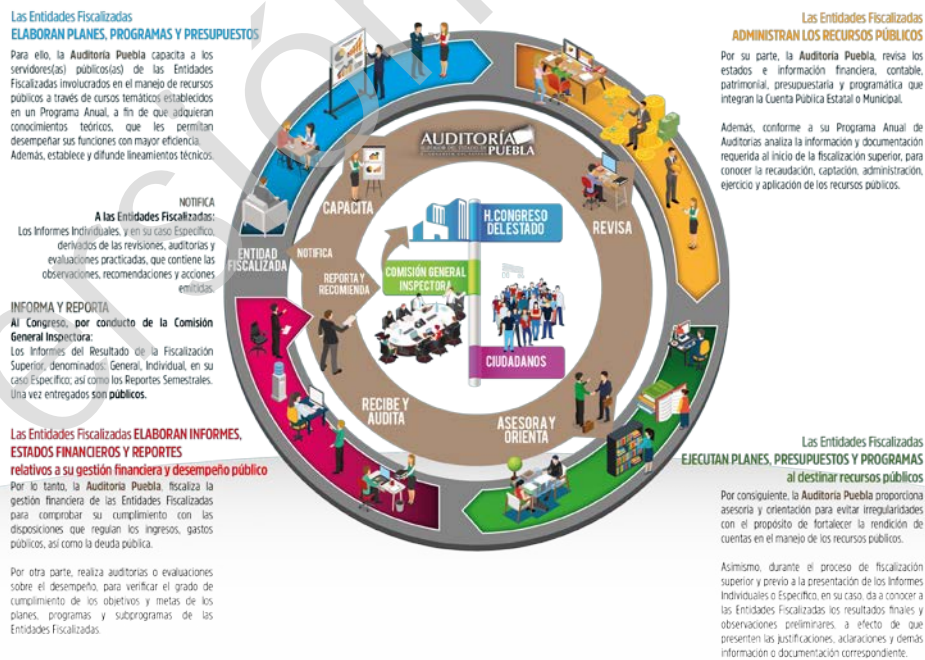 Las Entidades Fiscalizadas
ELABORAN PLANES, PROGRAMAS Y PRESUPUESTOS
Para ello, la Auditoría Puebla capacita a los
servidores(as) públicos(as) de las Entidades
Fiscalizadas involucrados en el manejo de recursos
públicos a través de cursos temáticos establecidos
en un Programa Anual, a fin de que adquieran
conocimientos teóricos, que les permitan
desempeñar sus funciones con mayor eficiencia.
Además, establece y difunde lineamientos técnicos.
NOTIFICA
A las Entidades Fiscalizadas:
Los Informes Individuales, y en su caso Específico,
derivados de las revisiones, auditorías y
evaluaciones practicadas, que contiene las
observaciones, recomendaciones y acciones
emitidas.
INFORMA Y REPORTA
Al Congreso, por conducto de la Comisión
General Inspectora:
Los Informes del Resultado de la Fiscalización
Superior, denominados: General, Individual, en su
caso Específico; así como los Reportes Semestrales.
Una vez entregados son públicos.
Las Entidades Fiscalizadas ELABORAN INFORMES,
ESTADOS FINANCIEROS Y REPORTES
relativos a su gestión financiera y desempeño público
Por lo tanto, la Auditoría Puebla, fiscaliza la
gestión financiera de las Entidades Fiscalizadas
para comprobar su cumplimiento con las
disposiciones que regulan los ingresos, gastos
públicos, así como la deuda pública.
Por otra parte, realiza auditorías o evaluaciones
sobre el desempeño, para verificar el grado de
cumplimiento de los objetivos y metas de los
planes, programas y subprogramas de las
Entidades Fiscalizadas.
AUDITORÍA
PUEBLA
CAPACITA
REVISA
H. CONGRESO
DEL ESTADO
ENTIDAD
FISCALIZADA
NOTIFICA
REPORTA Y
RECOMIENDA
COMISIÓN GENERAL
INSPECTORA
CIUDADANOS
RECIBE Y
AUDITA
ASESORA Y
ORIENTA
Las Entidades Fiscalizadas
ADMINISTRAN LOS RECURSOS PÚBLICOS
Por su parte, la Auditoría Puebla, revisa los
estados e información financiera, contable,
patrimonial, presupuestaria y programática que
integran la Cuenta Pública Estatal o Municipal.
Además, conforme a su Programa Anual de
Auditorías analiza la información y documentación
requerida al inicio de la fiscalización superior, para
conocer la recaudación, captación, administración,
ejercicio y aplicación de los recursos públicos.
Las Entidades Fiscalizadas
EJECUTAN PLANES, PRESUPUESTOS Y PROGRAMAS
al destinar recursos públicos
Por consiguiente, la Auditoría Puebla proporciona
asesoría y orientación para evitar irregularidades
con el propósito de fortalecer la rendición de
cuentas en el manejo de los recursos públicos.
Asimismo, durante el proceso de fiscalización
superior y previo a la presentación de los Informes
Individuales o Específico, en su caso, da a conocer a
las Entidades Fiscalizadas los resultados finales y
observaciones preliminares, a efecto de que
presenten las justificaciones, aclaraciones y demás
información o documentación correspondiente.